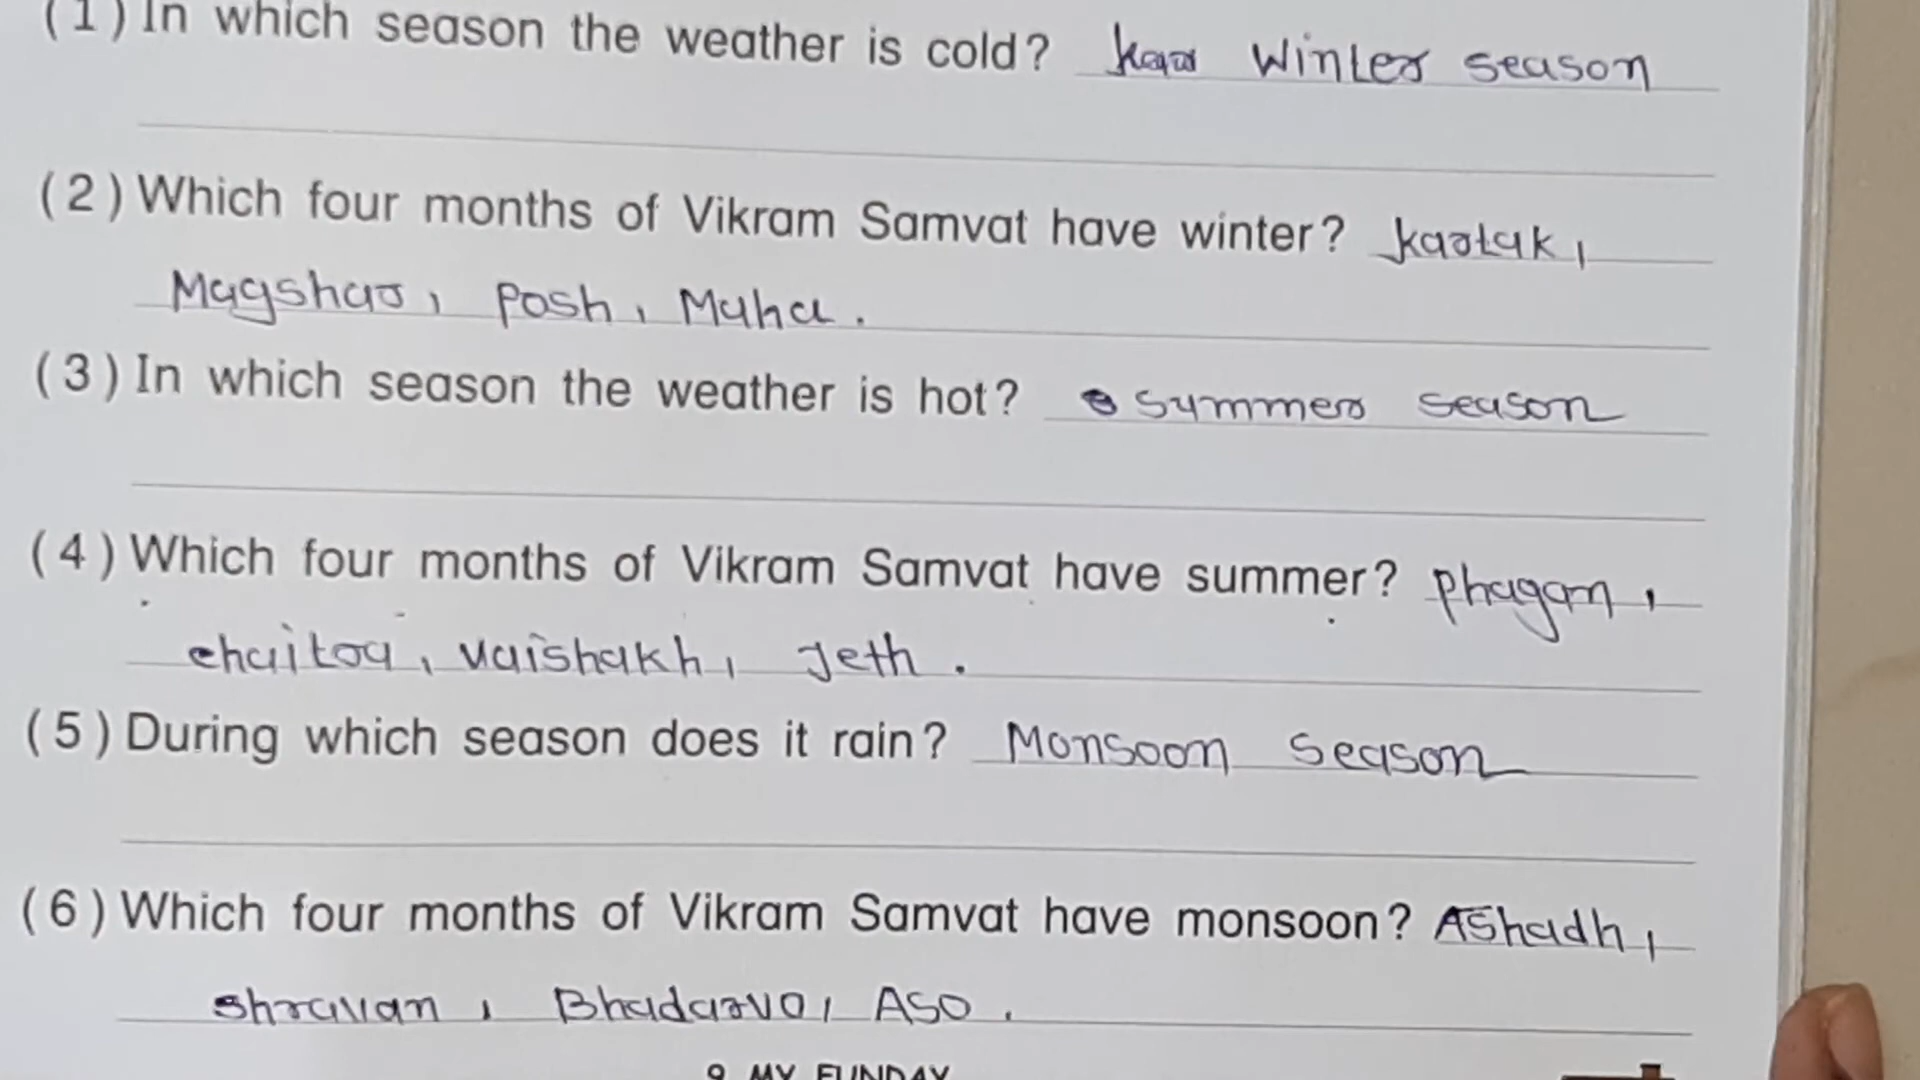 (1) In which season the weather is cold? Winter season
(2) Which four months of Vikram Samvat have winter? kartak,
Magshar, Posh, Maha.
(3) In which season the weather is hot? summer season
(4) Which four months of Vikram Samvat have summer? Phagan,
chaitra, vaishakh, Jeth.
(5) During which season does it rain? Monsoon Season
(6) Which four months of Vikram Samvat have monsoon? AShadh,
Shravan, Bhadarvo, ASO.
9 MY FUNDAY